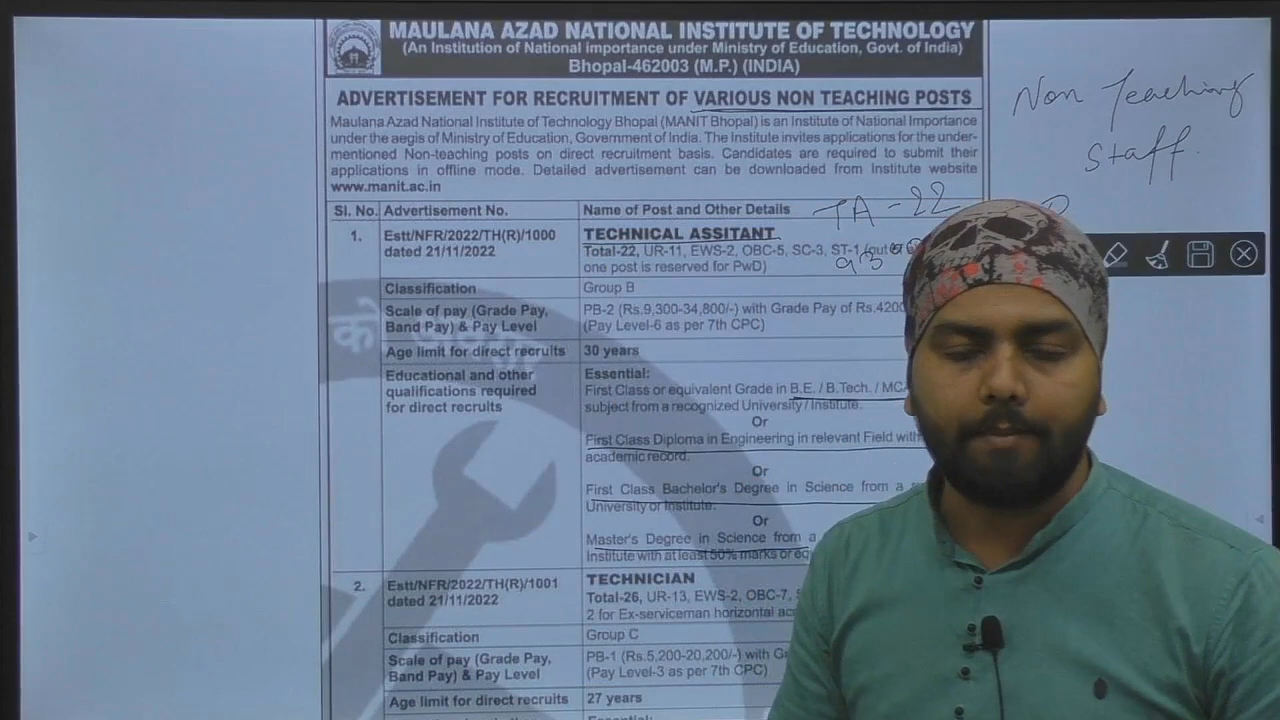 MAULANA AZAD NATIONAL INSTITUTE OF TECHNOLOGY
(An Institution of National importance under Ministry of Education, Govt. of India)
Bhopal-462003 (M.P.) (INDIA)
ADVERTISEMENT FOR RECRUITMENT OF VARIOUS NON TEACHING POSTS
Non Teaching
Staff.
Maulana Azad National Institute of Technology Bhopal (MANIT Bhopal) is an Institute of National Importance
under the aegis of Ministry of Education, Government of India. The Institute invites applications for the under-
mentioned Non-teaching posts on direct recruitment basis. Candidates are required to submit their
applications in offline mode. Detailed advertisement can be downloaded from Institute website
www.manit.ac.in
TA - 22
Sl. No. Advertisement No. Name of Post and Other Details
1. Estt/NFR/2022/TH(R)/1000 TECHNICAL ASSITANT
dated 21/11/2022 Total-22, UR-11, EWS-2, OBC-5, SC-3, ST-1 (out
one post is reserved for PwD)
Classification Group B
Scale of pay (Grade Pay, PB-2 (Rs.9,300-34,800/-) with Grade Pay of Rs.4200
Band Pay) & Pay Level (Pay Level-6 as per 7th CPC)
Age limit for direct recruits 30 years
Educational and other Essential:
qualifications required First Class or equivalent Grade in B.E. / B.Tech. / MC
for direct recruits subject from a recognized University / Institute.
Or
First Class Diploma in Engineering in relevant Field with
academic record.
Or
First Class Bachelor's Degree in Science from a
University or Institute.
Or
Master's Degree in Science from a
Institute with at least 50% marks or
2. Estt/NFR/2022/TH(R)/1001 TECHNICIAN
dated 21/11/2022 Total-26, UR-13, EWS-2, OBC-7,
2 for Ex-serviceman horizontal
Classification Group C
Scale of pay (Grade Pay, PB-1 (Rs.5,200-20,200/-) with
Band Pay) & Pay Level (Pay Level-3 as per 7th CPC)
Age limit for direct recruits 27 years
Essential: